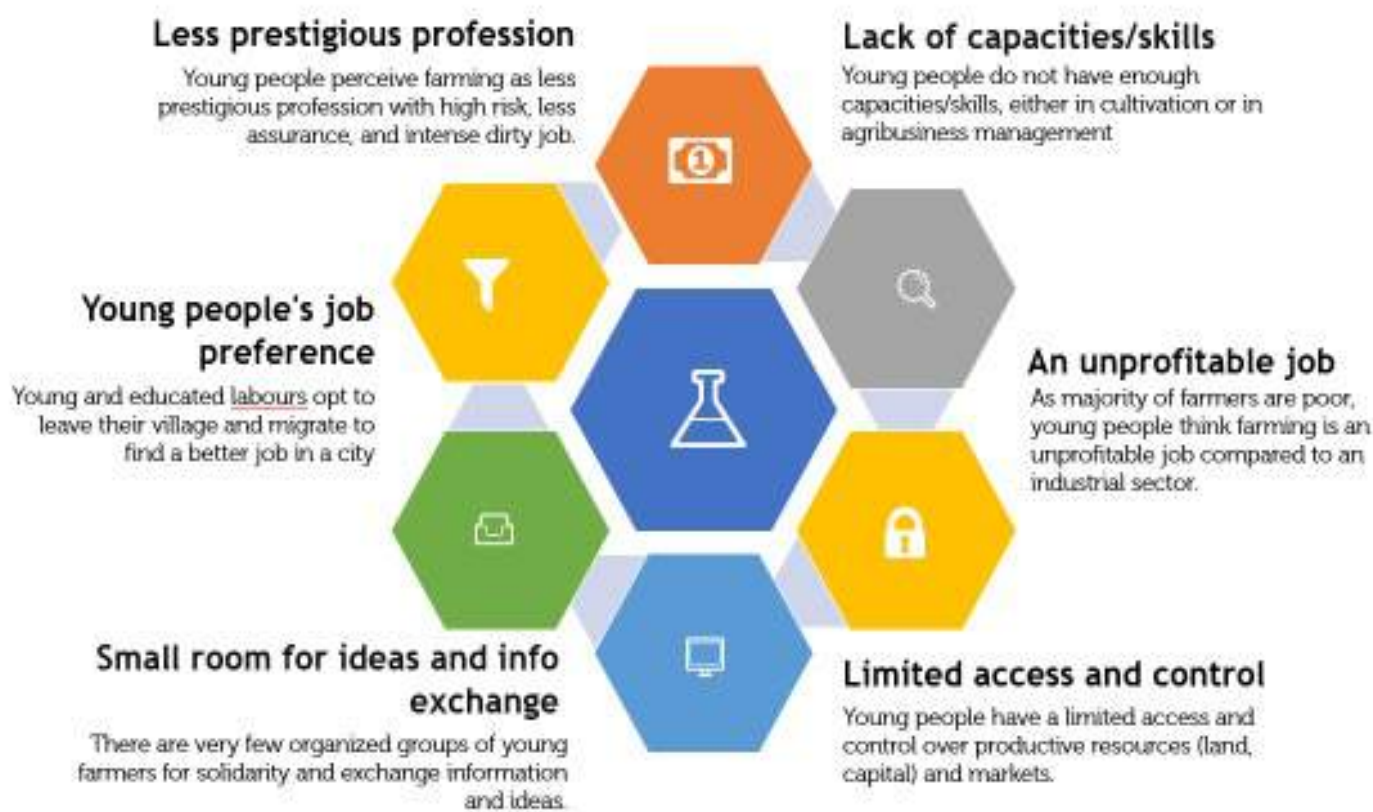 Less prestigious profession
Young people perceive farming as less
prestigious profession with high risk, less
assurance, and intense dirty job.
Lack of capacities/skills
Young people do not have enough
capacities/skills, either in cultivation or in
agribusiness management
1
Young people's job
preference
Young and educated labours opt to
leave their village and migrate to
find a better job in a city
An unprofitable job
As majority of farmers are poor,
young people think farming is an
unprofitable job compared to an
industrial sector.
Small room for ideas and info
exchange
There are very few organized groups of young
farmers for solidarity and exchange information
and ideas.
Limited access and control
Young people have a limited access and
control over productive resources (land,
capital) and markets.